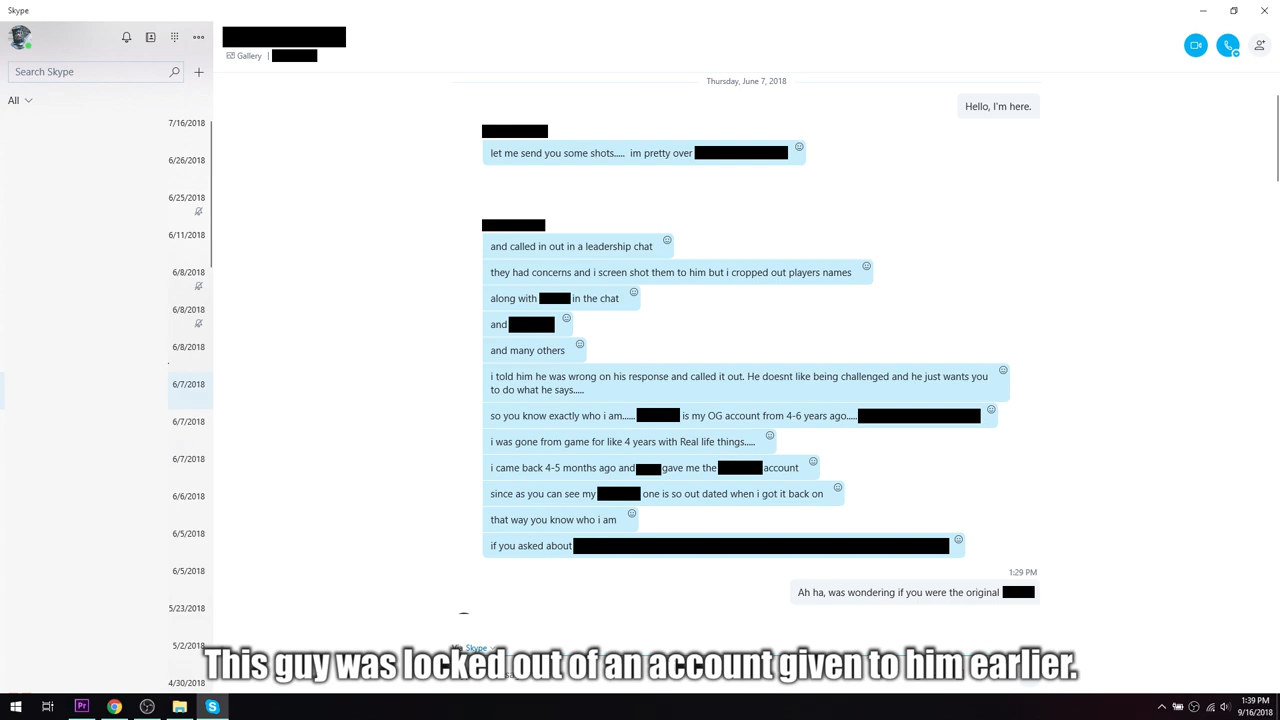 Gallery |
Search Skype
All
7/16/2018
6/26/2018
6/25/2018
6/11/2018
6/8/2018
6/8/2018
6/8/2018
6/7/2018
6/7/2018
6/7/2018
6/6/2018
6/5/2018
6/5/2018
5/23/2018
5/2/2018
4/30/2018
Thursday, June 7, 2018
Hello, I'm here.
let me send you some shots..... im pretty over
and called in out in a leadership chat
they had concerns and i screen shot them to him but i cropped out players names
along with in the chat
and
and many others
i told him he was wrong on his response and called it out. He doesnt like being challenged and he just wants you
to do what he says.....
so you know exactly who i am...... is my OG account from 4-6 years ago.....
i was gone from game for like 4 years with Real life things.....
i came back 4-5 months ago and gave me the account
since as you can see my one is so out dated when i got it back on
that way you know who i am
if you asked about
1:29 PM
Ah ha, was wondering if you were the original
Via Skype
This guy was locked out of an account given to him earlier.
Pr
1:39 PM
9/16/2018